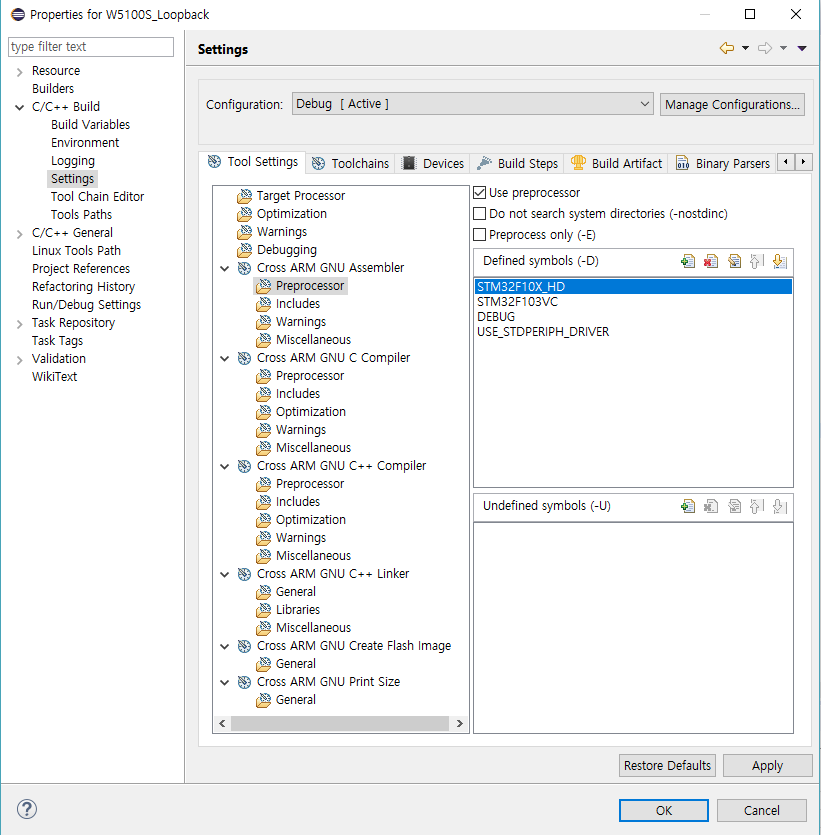 Properties for W5100S_Loopback
type filter text
Resource
Builders
C/C++ Build
Build Variables
Environment
Logging
Settings
Tool Chain Editor
Tools Paths
C/C++ General
Linux Tools Path
Project References
Refactoring History
Run/Debug Settings
Task Repository
Task Tags
Validation
WikiText
Settings
Configuration:
Debug [ Active ]
Manage Configurations...
Tool Settings
Toolchains
Devices
Build Steps
Build Artifact
Binary Parsers
Target Processor
Optimization
Warnings
Debugging
Cross ARM GNU Assembler
Preprocessor
Includes
Warnings
Miscellaneous
Cross ARM GNU C Compiler
Preprocessor
Includes
Optimization
Warnings
Miscellaneous
Cross ARM GNU C++ Compiler
Preprocessor
Includes
Optimization
Warnings
Miscellaneous
Cross ARM GNU C++ Linker
General
Libraries
Miscellaneous
Cross ARM GNU Create Flash Image
General
Cross ARM GNU Print Size
General
Use preprocessor
Do not search system directories (-nostdinc)
Preprocess only (-E)
Defined symbols (-D)
STM32F10X_HD
STM32F103VC
DEBUG
USE_STDPERIPH_DRIVER
Undefined symbols (-U)
Restore Defaults
Apply
OK
Cancel